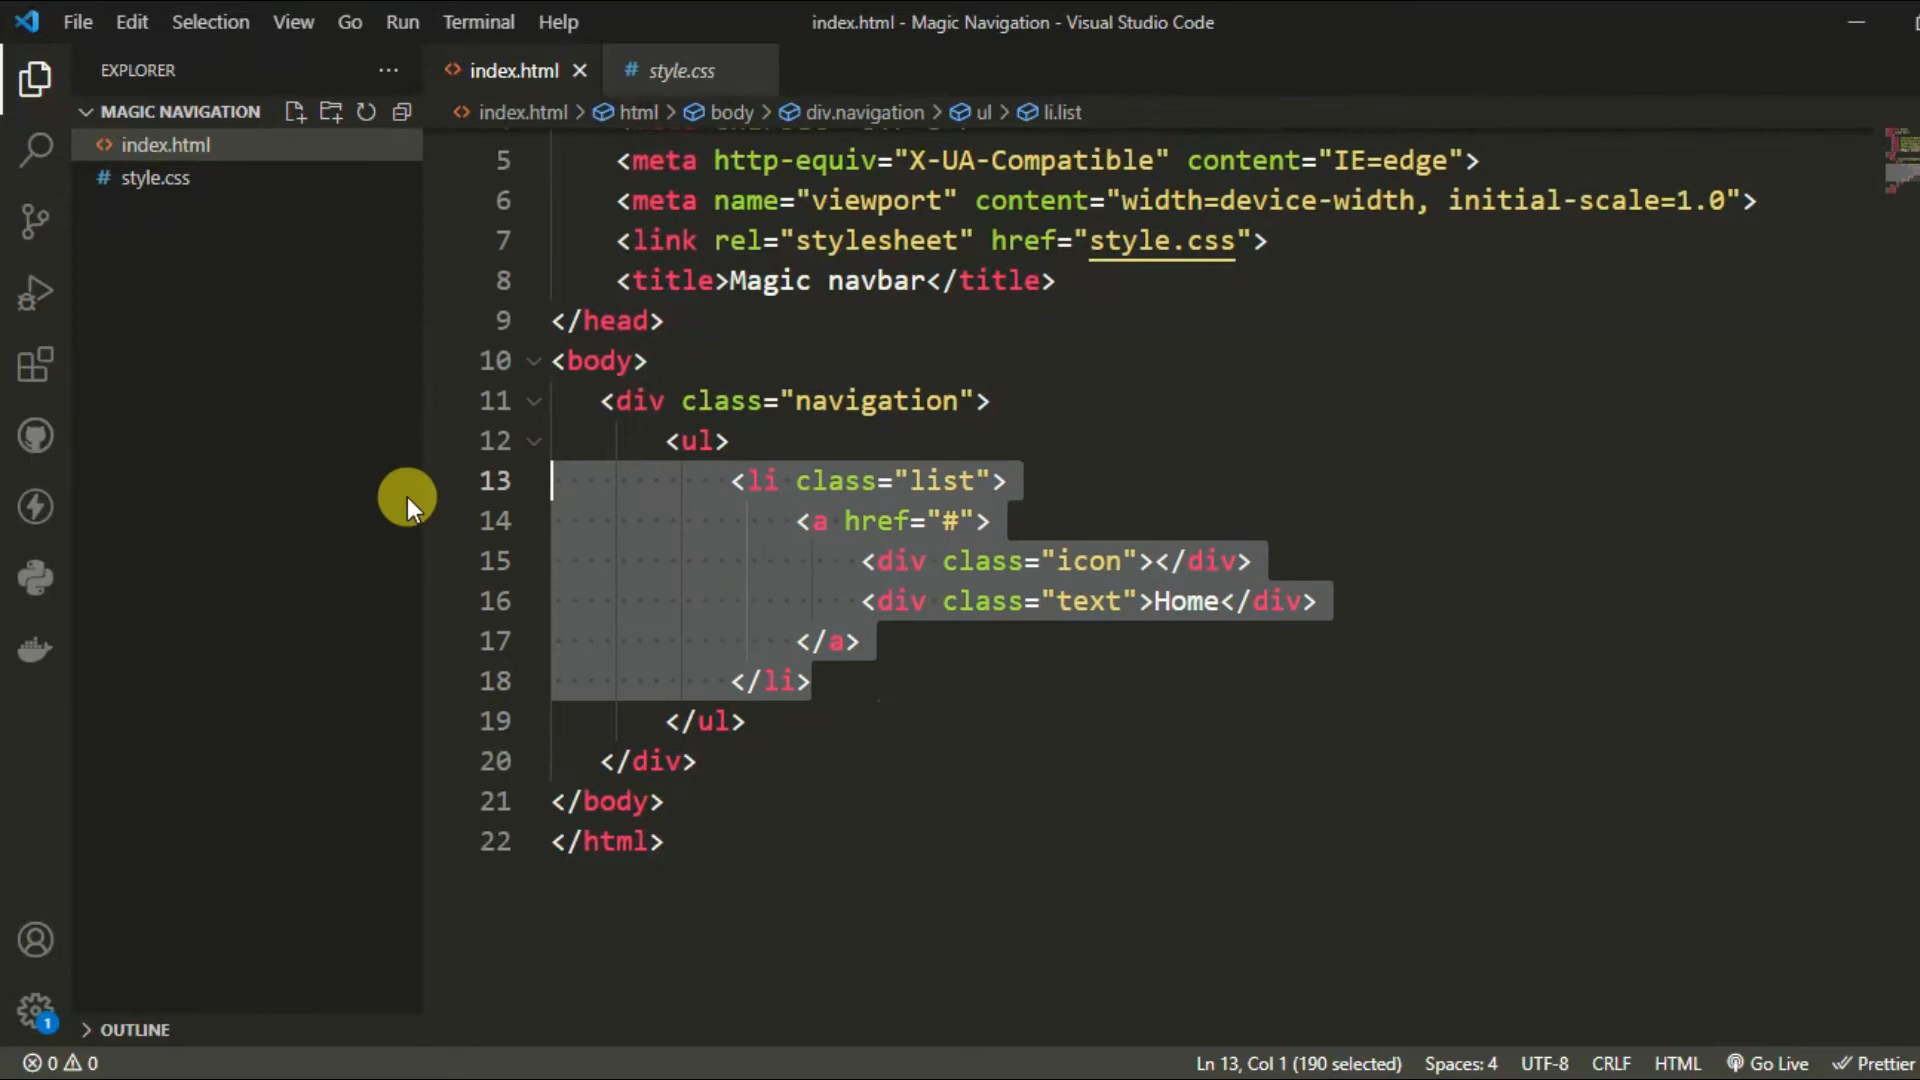 File Edit Selection View Go Run Terminal Help
index.html - Magic Navigation - Visual Studio Code
EXPLORER
MAGIC NAVIGATION
index.html
style.css
index.html
style.css
index.html > html > body > div.navigation > ul > li.list
5 <meta http-equiv="X-UA-Compatible" content="IE=edge">
6 <meta name="viewport" content="width=device-width, initial-scale=1.0">
7 <link rel="stylesheet" href="style.css">
8 <title>Magic navbar</title>
9 </head>
10 <body>
11 <div class="navigation">
12 <ul>
13 <li class="list">
14 <a href="#">
15 <div class="icon"></div>
16 <div class="text">Home</div>
17 </a>
18 </li>
19 </ul>
20 </div>
21 </body>
22 </html>
1
OUTLINE
0 0
Ln 13, Col 1 (190 selected) Spaces: 4 UTF-8 CRLF HTML Go Live Prettier